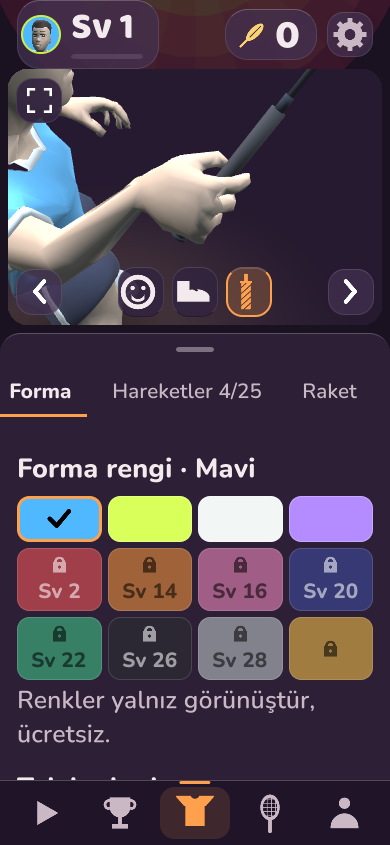 Sv 1
0
Forma
Hareketler 4/25
Raket
Forma rengi · Mavi
Sv 2
Sv 14
Sv 16
Sv 20
Sv 22
Sv 26
Sv 28
Renkler yalnız görünüştür,
ücretsiz.